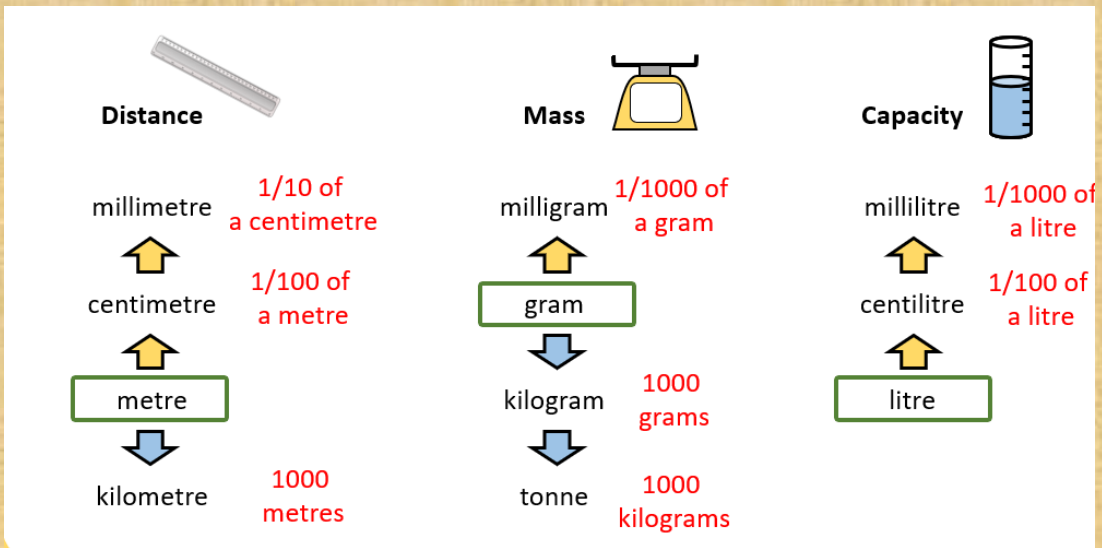 Distance
millimetre
1/10 of
a centimetre
centimetre
1/100 of
a metre
metre
kilometre
1000
metres
Mass
milligram
1/1000 of
a gram
gram
kilogram
1000
grams
tonne
1000
kilograms
Capacity
millilitre
1/1000 of
a litre
centilitre
1/100 of
a litre
litre